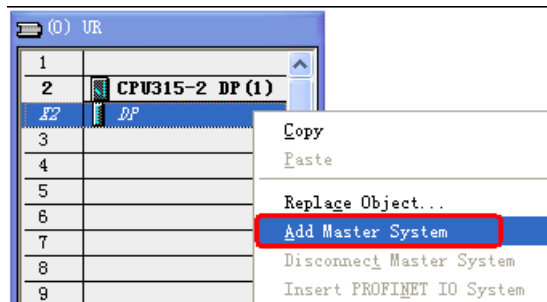 (0) UR
1
2 CPU315-2 DP(1)
X2 DP
3
4
5
6
7
8
9
Copy
Paste
Replace Object...
Add Master System
Disconnect Master System
Insert PROFINET IO System